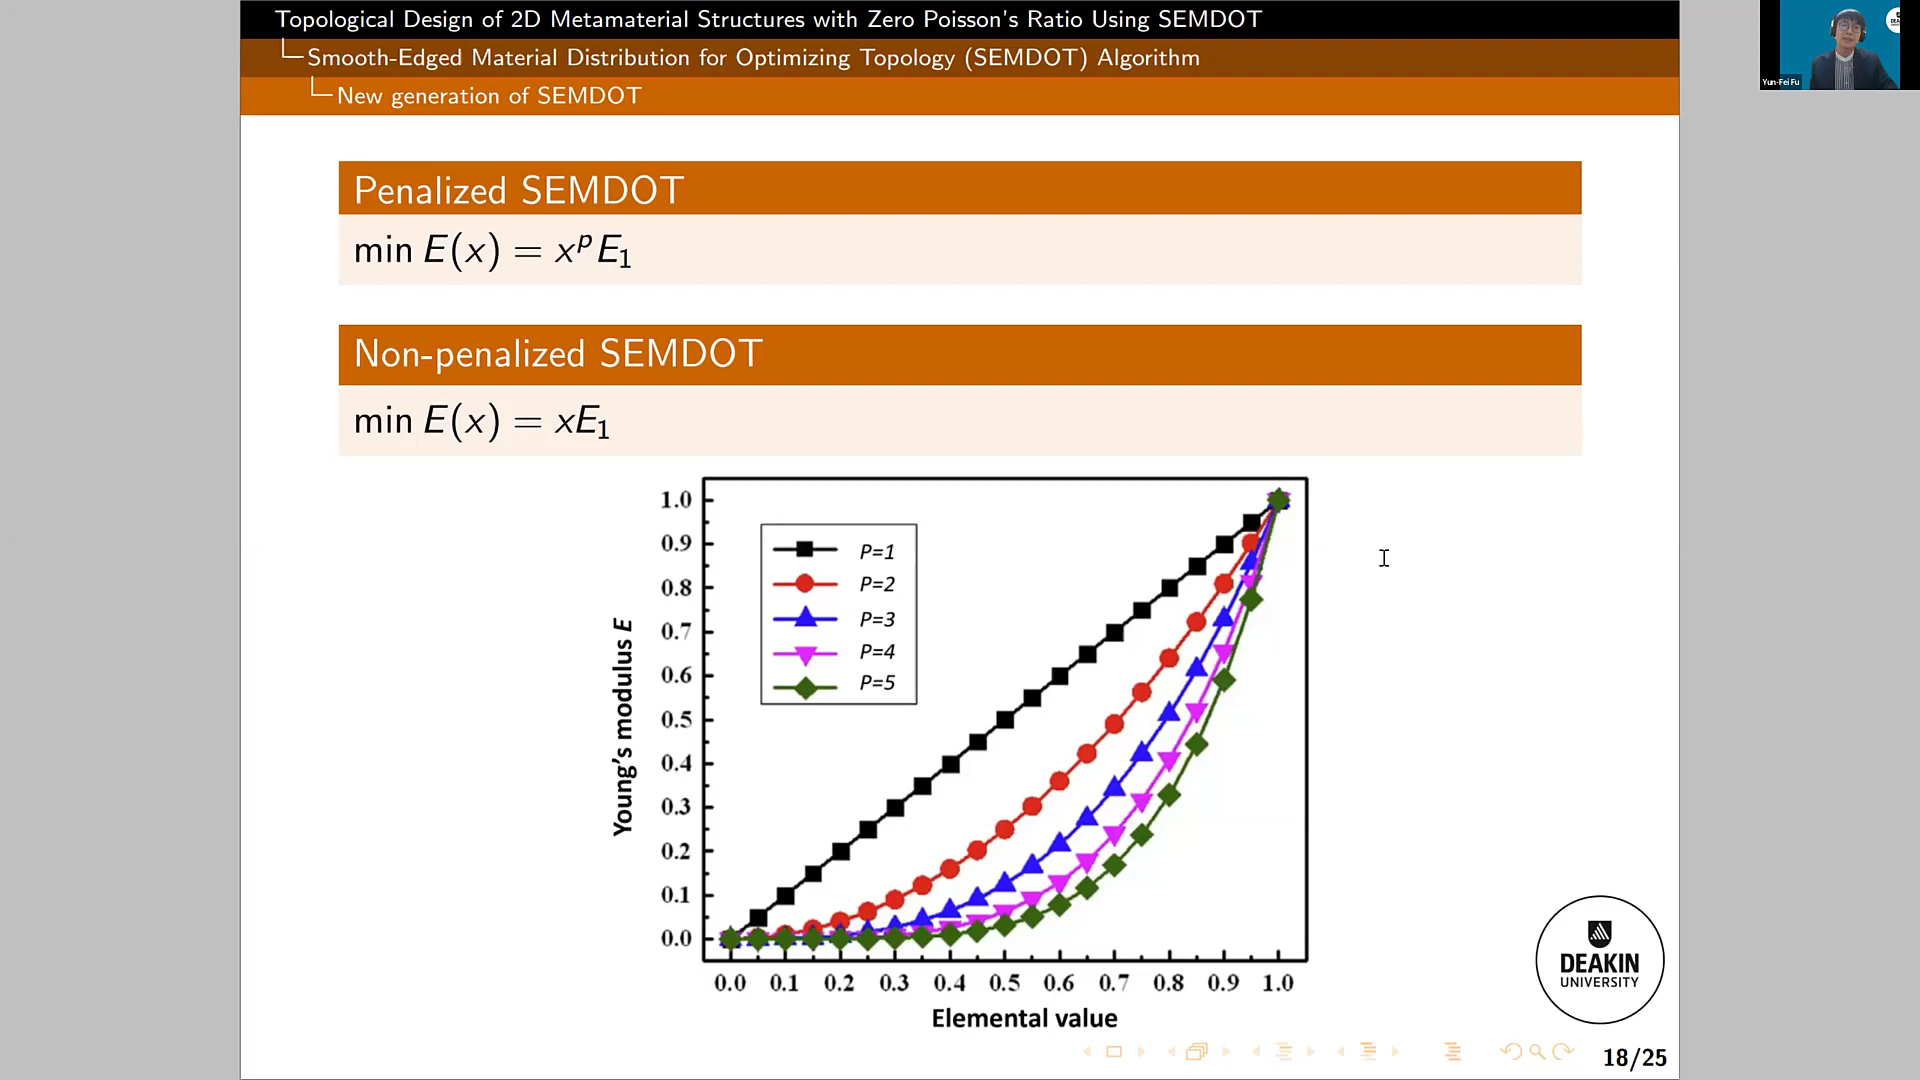 Topological Design of 2D Metamaterial Structures with Zero Poisson's Ratio Using SEMDOT
Smooth-Edged Material Distribution for Optimizing Topology (SEMDOT) Algorithm
New generation of SEMDOT
Yun-Fei Fu
Penalized SEMDOT
min E(x) = x^p E₁
Non-penalized SEMDOT
min E(x) = xE₁
P=1
P=2
P=3
P=4
P=5
Young's modulus E
1.0
0.9
0.8
0.7
0.6
0.5
0.4
0.3
0.2
0.1
0.0
0.0 0.1 0.2 0.3 0.4 0.5 0.6 0.7 0.8 0.9 1.0
Elemental value
DEAKIN
UNIVERSITY
18/25